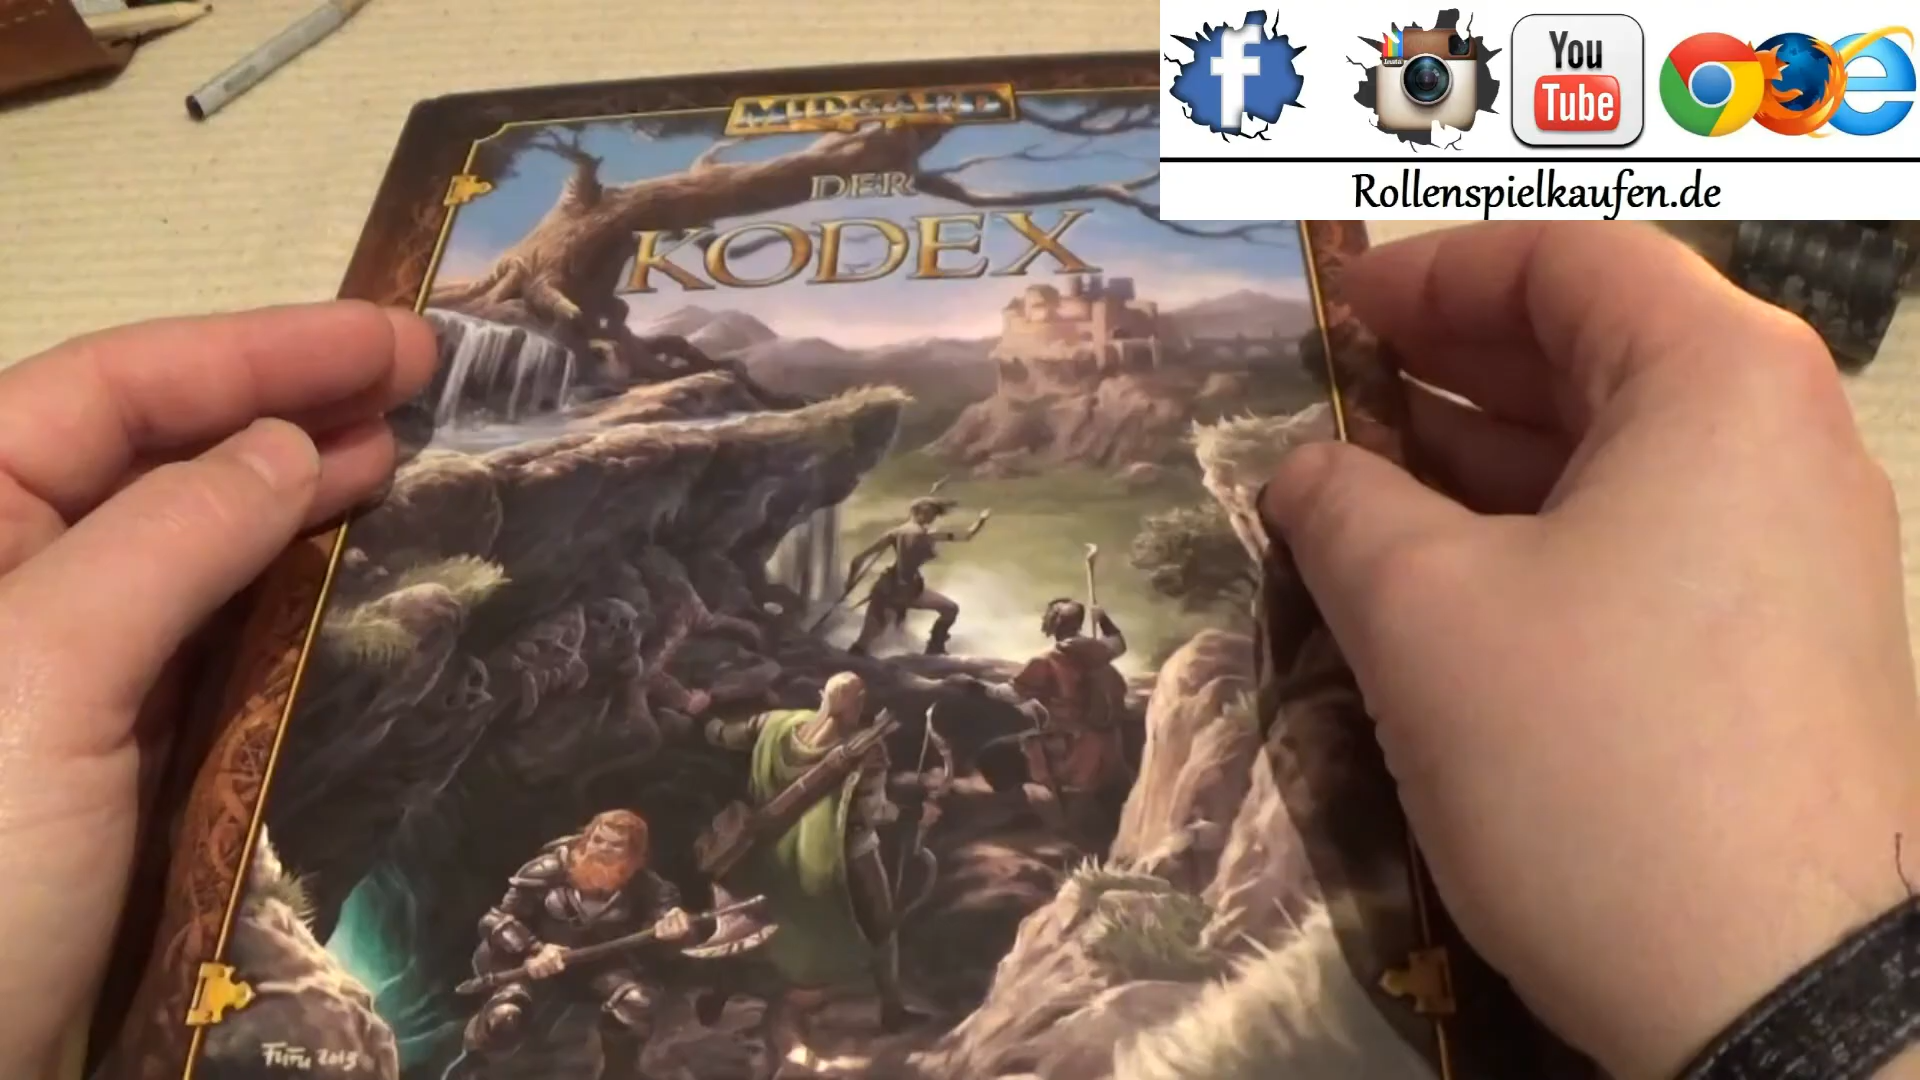 MIDGARD
DER
KODEX
You
Tube
Rollenspielkaufen.de